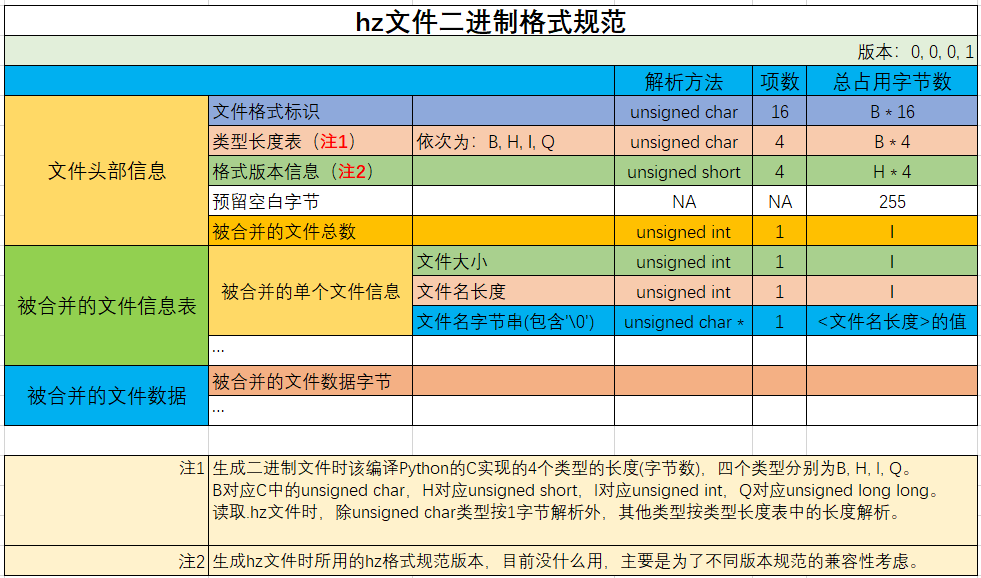 hz文件二进制格式规范
版本：0, 0, 0, 1
解析方法 项数 总占用字节数
文件头部信息
文件格式标识 unsigned char 16 B * 16
类型长度表（注1） 依次为：B, H, I, Q unsigned char 4 B * 4
格式版本信息（注2） unsigned short 4 H * 4
预留空白字节 NA NA 255
被合并的文件总数 unsigned int 1 I
被合并的文件信息表
被合并的单个文件信息
文件大小 unsigned int 1 I
文件名长度 unsigned int 1 I
文件名字节串(包含'\0') unsigned char * 1 <文件名长度>的值
...
被合并的文件数据
被合并的文件数据字节
...
注1 生成二进制文件时该编译Python的C实现的4个类型的长度(字节数)，四个类型分别为B, H, I, Q。
B对应C中的unsigned char，H对应unsigned short，I对应unsigned int，Q对应unsigned long long。
读取.hz文件时，除unsigned char类型按1字节解析外，其他类型按类型长度表中的长度解析。
注2 生成hz文件时所用的hz格式规范版本，目前没什么用，主要是为了不同版本规范的兼容性考虑。